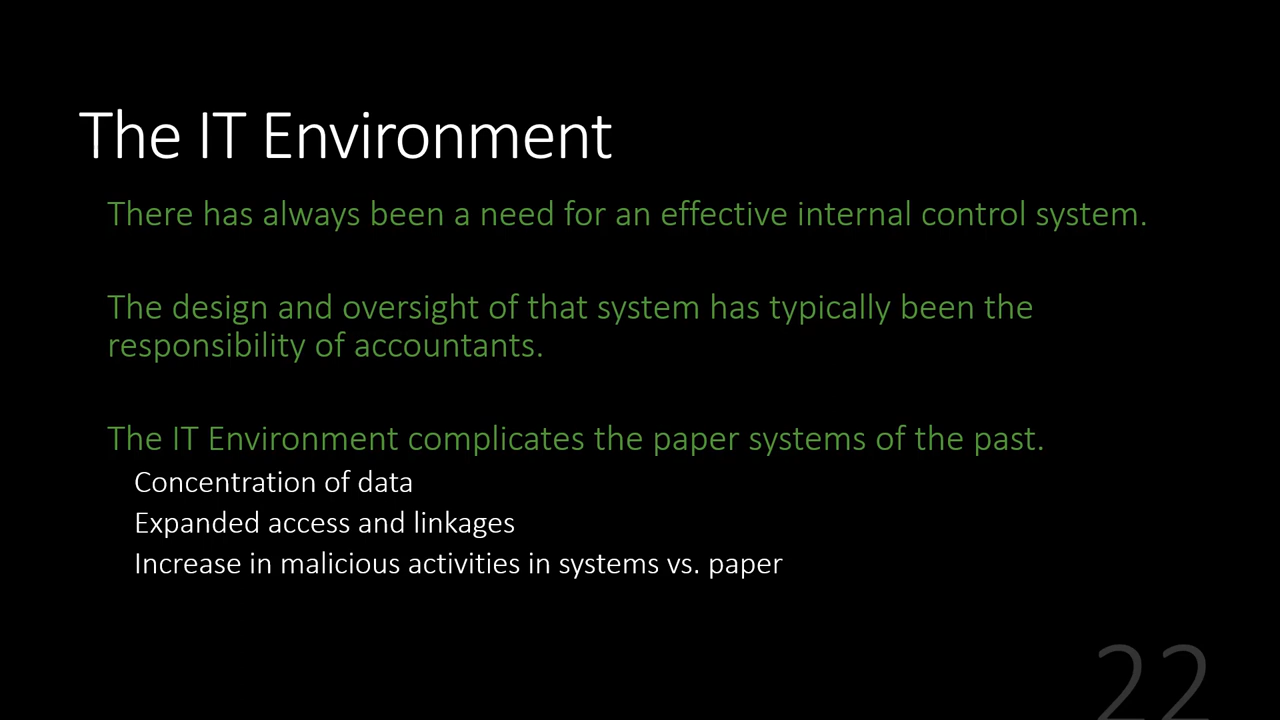 The IT Environment
There has always been a need for an effective internal control system.
The design and oversight of that system has typically been the
responsibility of accountants.
The IT Environment complicates the paper systems of the past.
Concentration of data
Expanded access and linkages
Increase in malicious activities in systems vs. paper
22